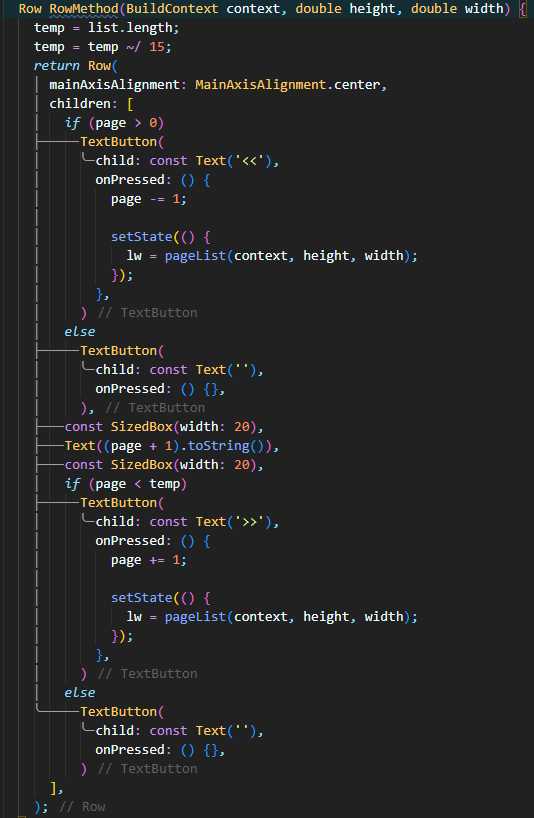 Row RowMethod(BuildContext context, double height, double width) {
  temp = list.length;
  temp = temp ~/ 15;
  return Row(
    mainAxisAlignment: MainAxisAlignment.center,
    children: [
      if (page > 0)
        TextButton(
          child: const Text('<<'),
          onPressed: () {
            page -= 1;

            setState(() {
              lw = pageList(context, height, width);
            });
          },
        ) // TextButton
      else
        TextButton(
          child: const Text(''),
          onPressed: () {},
        ), // TextButton
      const SizedBox(width: 20),
      Text((page + 1).toString()),
      const SizedBox(width: 20),
      if (page < temp)
        TextButton(
          child: const Text('>>'),
          onPressed: () {
            page += 1;

            setState(() {
              lw = pageList(context, height, width);
            });
          },
        ) // TextButton
      else
        TextButton(
          child: const Text(''),
          onPressed: () {},
        ) // TextButton
    ],
  ); // Row